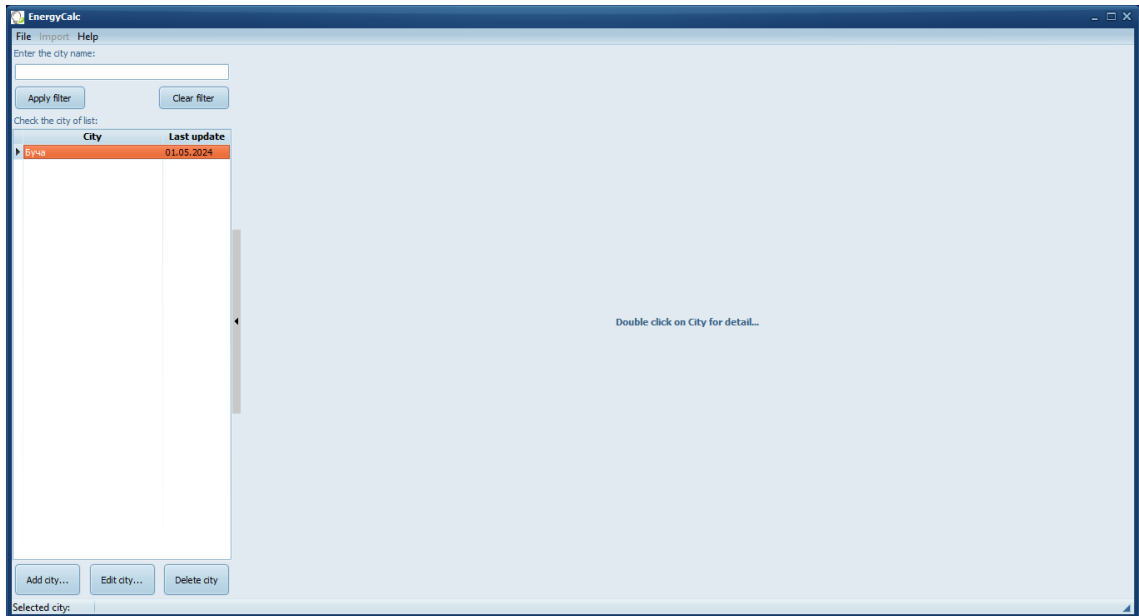 EnergyCalc
File Import Help
Enter the city name:
Apply filter Clear filter
Check the city of list:
City Last update
Буча 01.05.2024
Double click on City for detail...
Add city... Edit city... Delete city
Selected city: